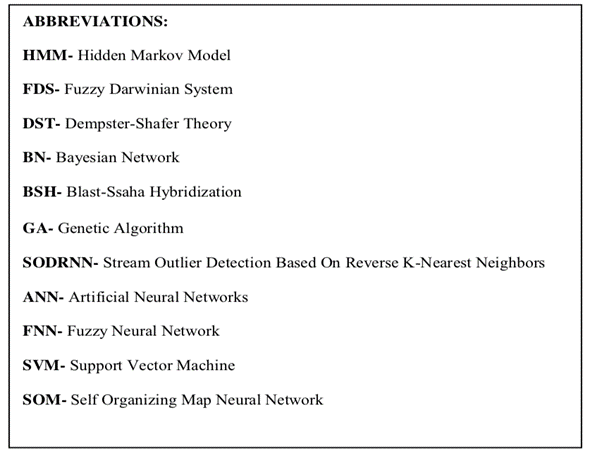 ABBREVIATIONS:
HMM- Hidden Markov Model
FDS- Fuzzy Darwinian System
DST- Dempster-Shafer Theory
BN- Bayesian Network
BSH- Blast-Ssaha Hybridization
GA- Genetic Algorithm
SODRNN- Stream Outlier Detection Based On Reverse K-Nearest Neighbors
ANN- Artificial Neural Networks
FNN- Fuzzy Neural Network
SVM- Support Vector Machine
SOM- Self Organizing Map Neural Network